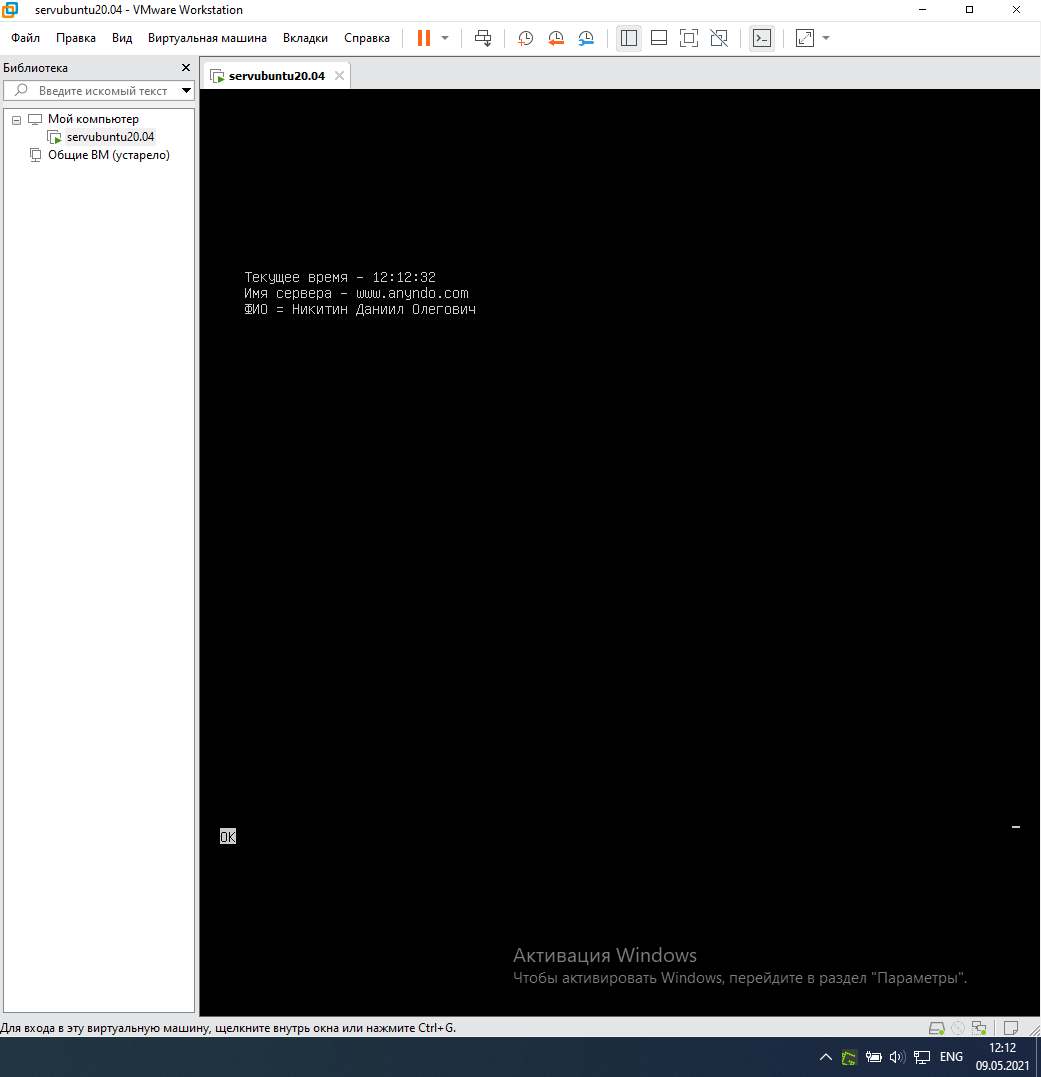 servubuntu20.04 - VMware Workstation
Файл Правка Вид Виртуальная машина Вкладки Справка
Библиотека
Введите искомый текст
Мой компьютер
servubuntu20.04
Общие ВМ (устарело)
servubuntu20.04
Текущее время - 12:12:32
Имя сервера - www.anyndo.com
ФИО = Никитин Даниил Олегович
OK
Активация Windows
Чтобы активировать Windows, перейдите в раздел "Параметры".
Для входа в эту виртуальную машину, щелкните внутрь окна или нажмите Ctrl+G.
ENG
12:12
09.05.2021